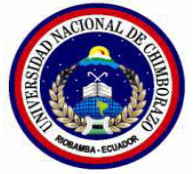 UNIVERSIDAD NACIONAL DE CHIMBORAZO
RIOBAMBA - ECUADOR